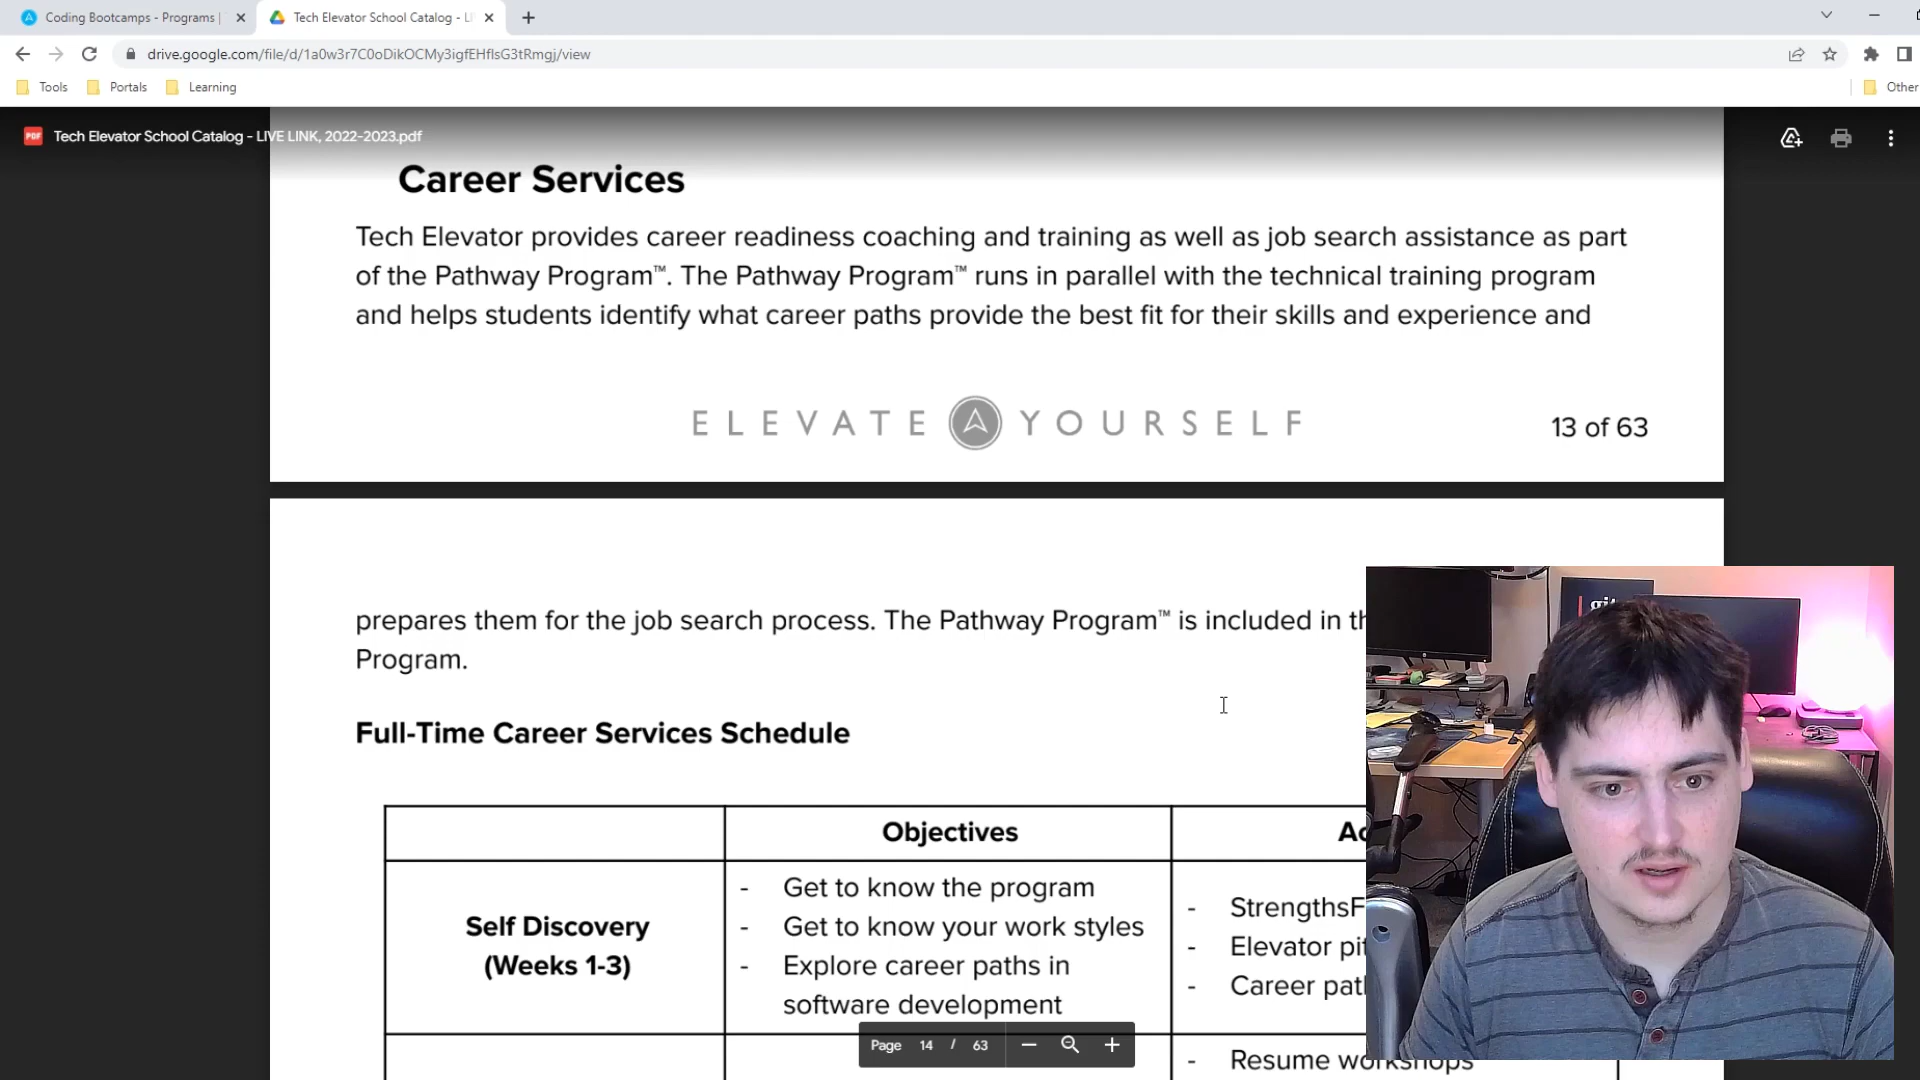 Coding Bootcamps - Programs |
Tech Elevator School Catalog - LI
drive.google.com/file/d/1a0w3r7C0oDikOCMy3igfEHflsG3tRmgj/view
Tools
Portals
Learning
Other
PDF
Tech Elevator School Catalog - LIVE LINK, 2022-2023.pdf
Career Services
Tech Elevator provides career readiness coaching and training as well as job search assistance as part
of the Pathway Program™. The Pathway Program™ runs in parallel with the technical training program
and helps students identify what career paths provide the best fit for their skills and experience and
ELEVATE YOURSELF
13 of 63
prepares them for the job search process. The Pathway Program™ is included in th
Program.
Full-Time Career Services Schedule
Objectives
Ac
Self Discovery
(Weeks 1-3)
- Get to know the program
- Get to know your work styles
- Explore career paths in
software development
- StrengthsF
- Elevator pit
- Career patl
- Resume workshops
Page 14 / 63
git